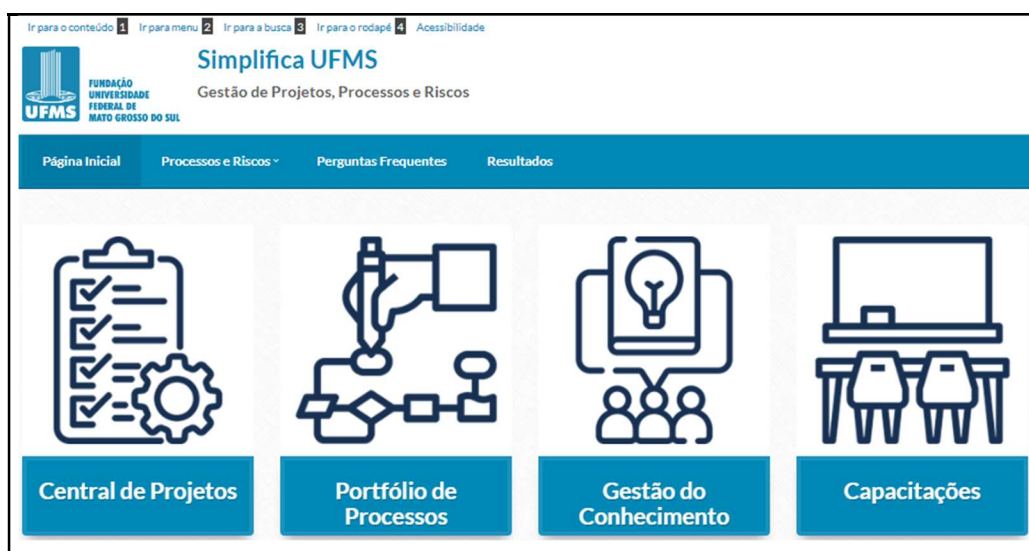 Ir para o conteúdo 1 Ir para menu 2 Ir para a busca 3 Ir para o rodapé 4 Acessibilidade
Simplifica UFMS
Gestão de Projetos, Processos e Riscos
FUNDAÇÃO
UNIVERSIDADE
FEDERAL DE
MATO GROSSO DO SUL
UFMS
Página Inicial Processos e Riscos Perguntas Frequentes Resultados
Central de Projetos
Portfólio de
Processos
Gestão do
Conhecimento
Capacitações